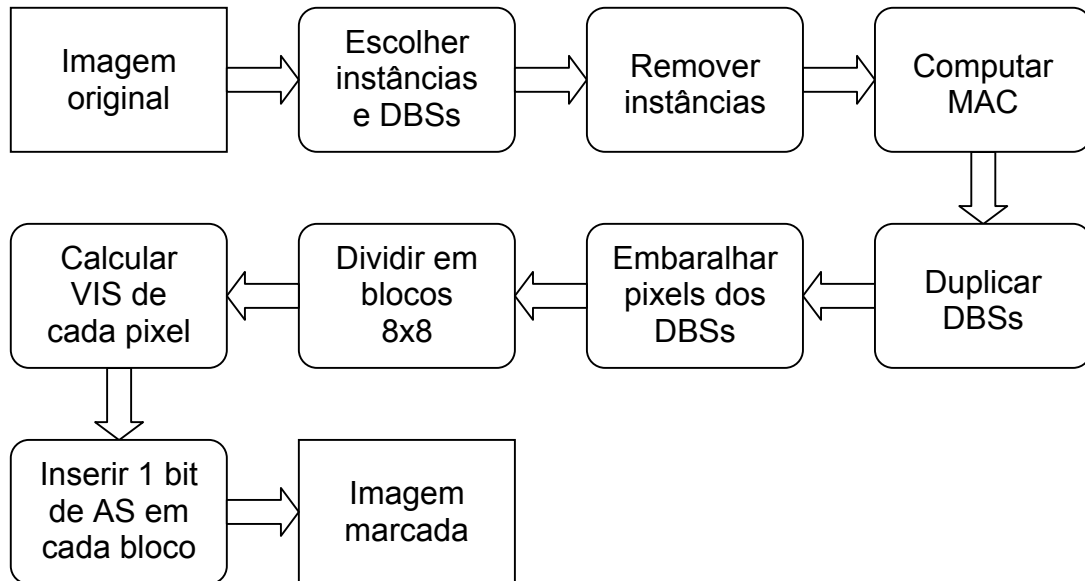 Imagem
original
Escolher
instâncias
e DBSs
Remover
instâncias
Computar
MAC
Duplicar
DBSs
Embaralhar
pixels dos
DBSs
Dividir em
blocos
8x8
Calcular
VIS de
cada pixel
Inserir 1 bit
de AS em
cada bloco
Imagem
marcada